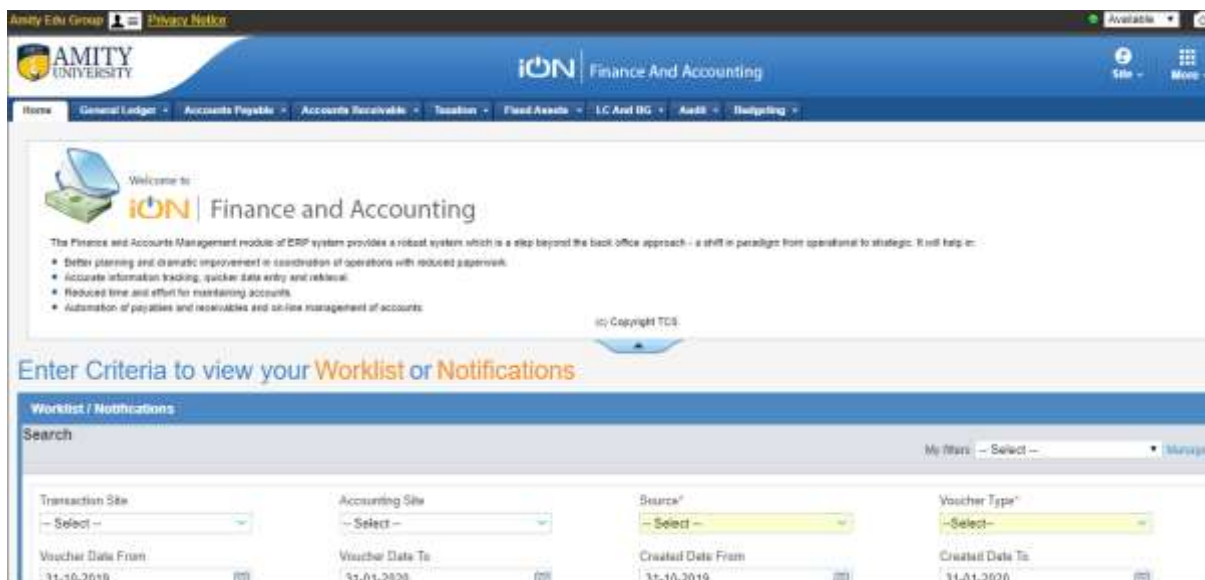 Amity Edu Group Privacy Notice Available
AMITY
UNIVERSITY
iON Finance And Accounting
Site
More
Home General Ledger Accounts Payable Accounts Receivable Taxation Fixed Assets LC And BG Audit Budgeting
Welcome to
iON Finance and Accounting
The Finance and Accounts Management module of ERP system provides a robust system which is a step beyond the back office approach - a shift in paradigm from operational to strategic. It will help in:
Better planning and dramatic improvement in coordination of operations with reduced paperwork
Accurate information tracking, quicker data entry and retrieval
Reduced time and effort for maintaining accounts
Automation of payables and receivables and on-line management of accounts
(c) Copyright TCS
Enter Criteria to view your Worklist or Notifications
Worklist / Notifications
Search
My filters -- Select -- Manage
Transaction Site Accounting Site Source* Voucher Type*
-- Select -- -- Select -- -- Select -- --Select--
Voucher Date From Voucher Date To Created Date From Created Date To
31-10-2019 31-01-2020 31-10-2019 31-01-2020